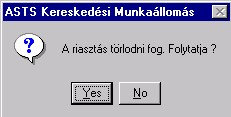 ASTS Kereskedési Munkaállomás
A riasztás törlodni fog. Folytatja ?
Yes
No